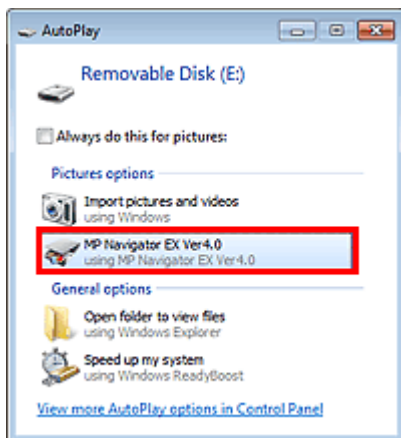 AutoPlay
Removable Disk (E:)
Always do this for pictures:
Pictures options
Import pictures and videos
using Windows
MP Navigator EX Ver4.0
using MP Navigator EX Ver4.0
General options
Open folder to view files
using Windows Explorer
Speed up my system
using Windows ReadyBoost
View more AutoPlay options in Control Panel